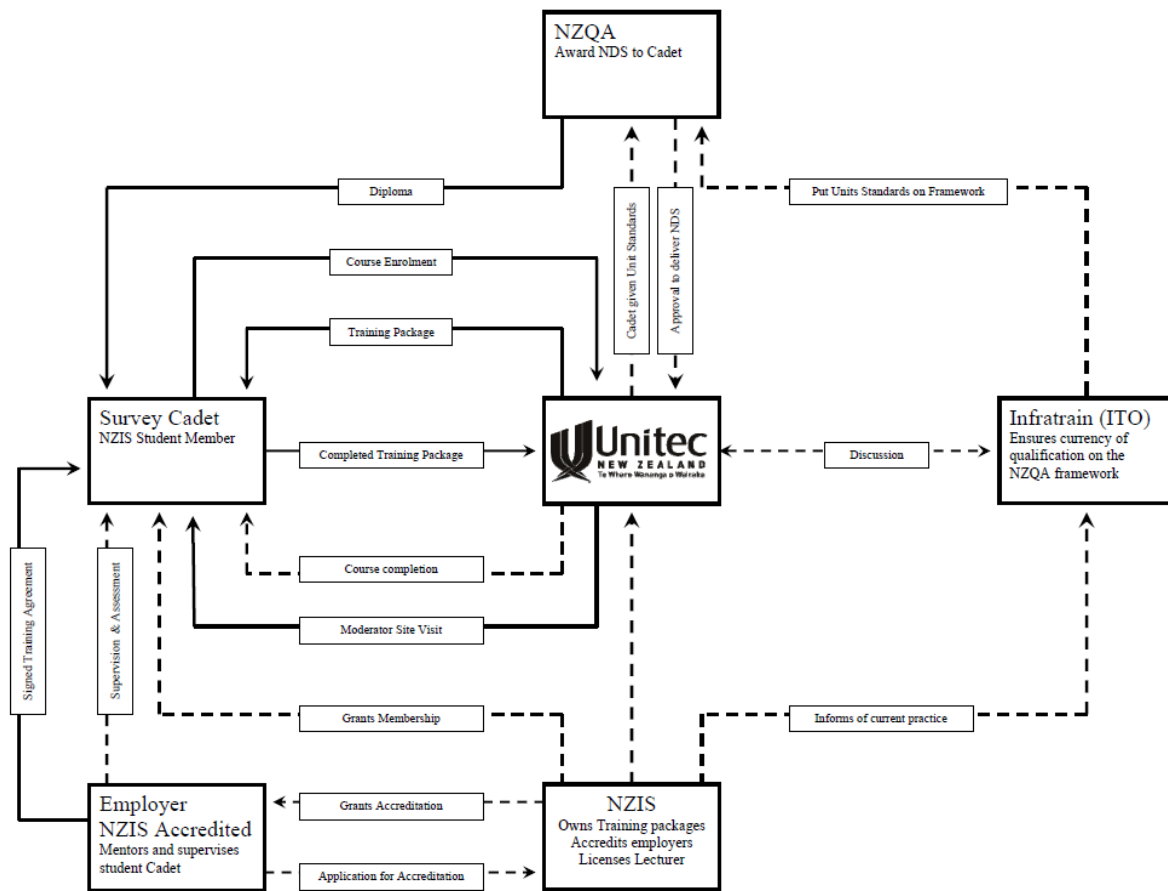 NZQA
Award NDS to Cadet
Diploma
Put Units Standards on Framework
Course Enrolment
Cadet given Unit Standards
Approval to deliver NDS
Training Package
Survey Cadet
NZIS Student Member
Completed Training Package
Unitec
NEW ZEALAND
Te Whare Wananga o Wairaka
Discussion
Infratrain (ITO)
Ensures currency of
qualification on the
NZQA framework
Signed Training Agreement
Supervision & Assessment
Course completion
Moderator Site Visit
Grants Membership
Informs of current practice
Employer
NZIS Accredited
Mentors and supervises
student Cadet
Grants Accreditation
Application for Accreditation
NZIS
Owns Training packages
Accredits employers
Licenses Lecturer